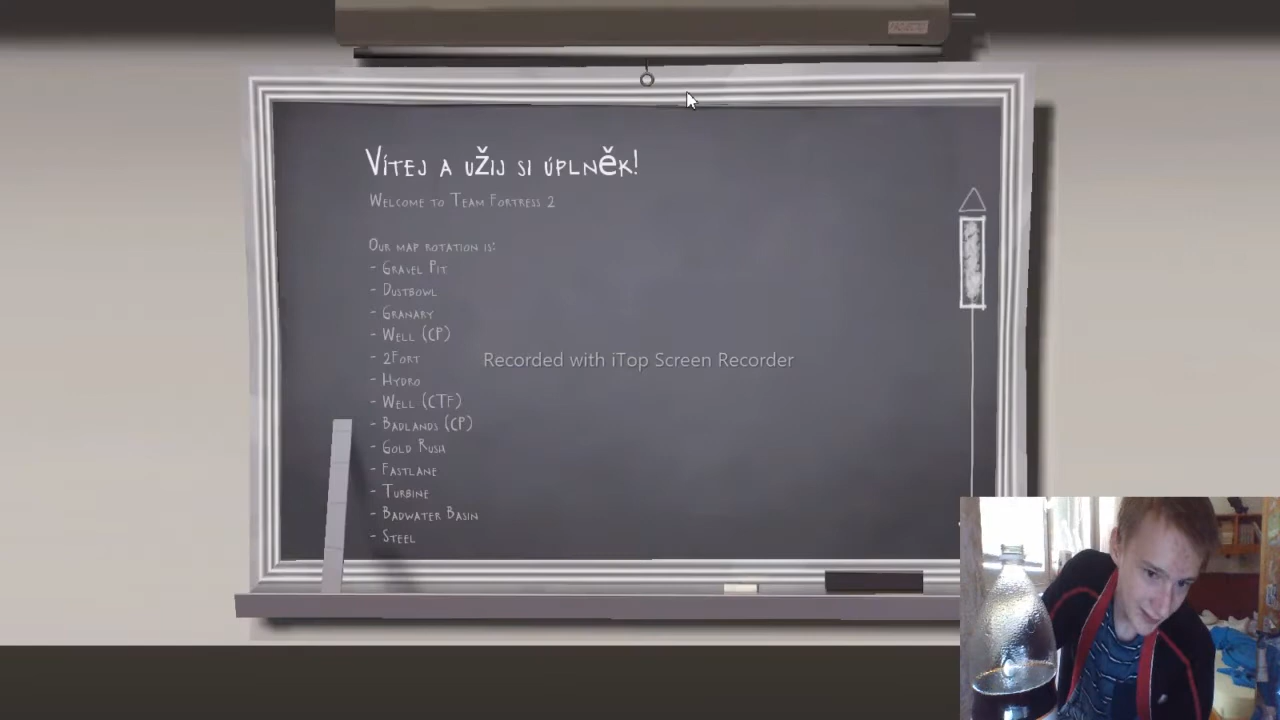 Vítej a užij si úplněk!
Welcome to Team Fortress 2
Our map rotation is:
- Gravel Pit
- Dustbowl
- Granary
- Well (CP)
- 2Fort
Recorded with iTop Screen Recorder
- Hydro
- Well (CTF)
- Badlands (CP)
- Gold Rush
- Fastlane
- Turbine
- Badwater Basin
- Steel